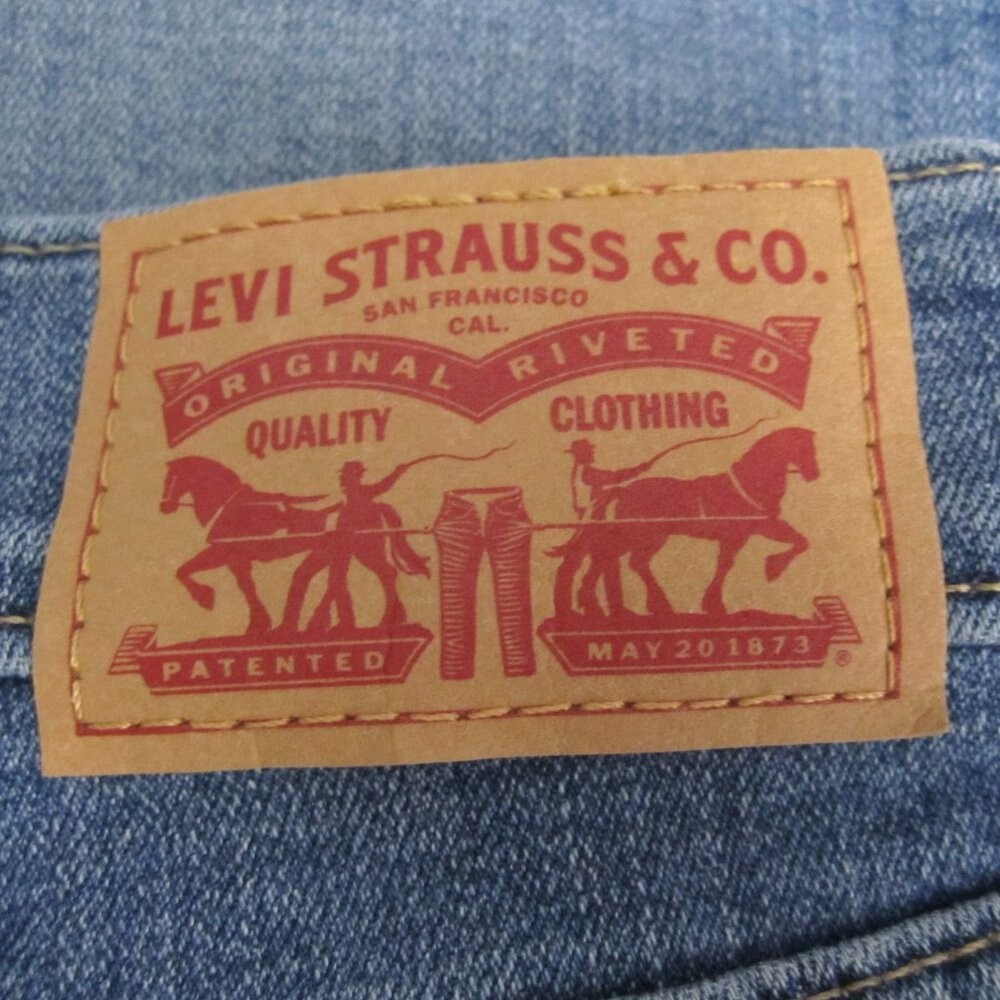 LEVI STRAUSS & CO.
SAN FRANCISCO
CAL.
ORIGINAL RIVETED
QUALITY CLOTHING
PATENTED MAY 20 1873 ®